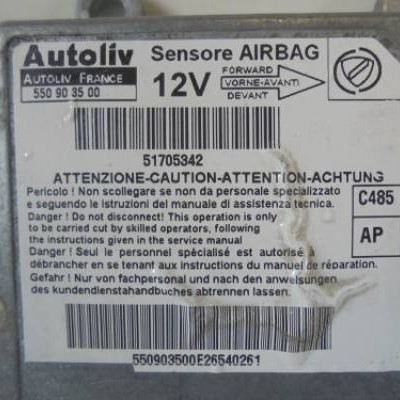 Autoliv
Sensore AIRBAG
AUTOLIV FRANCE
550 90 35 00
12V
FORWARD
VORNE-AVANTI
DEVANT
51705342
ATTENZIONE-CAUTION-ATTENTION-ACHTUNG
Pericolo ! Non scollegare se non da personale specializzato
e seguendo le istruzioni del manuale di assistenza tecnica.
Danger ! Do not disconnect! This operation is only
to be carried cut by skilled operators, following
the instructions given in the service manual
Danger ! Seul le personnel spécialisé est autorisé à
débrancher en se tenant aux instructions du manuel de réparation.
Gefahr ! Nur von fachpersonal und nach den anweisungen
des kundendienstahandbuches abtrennen lassen.
C485
AP
550903500E26540261